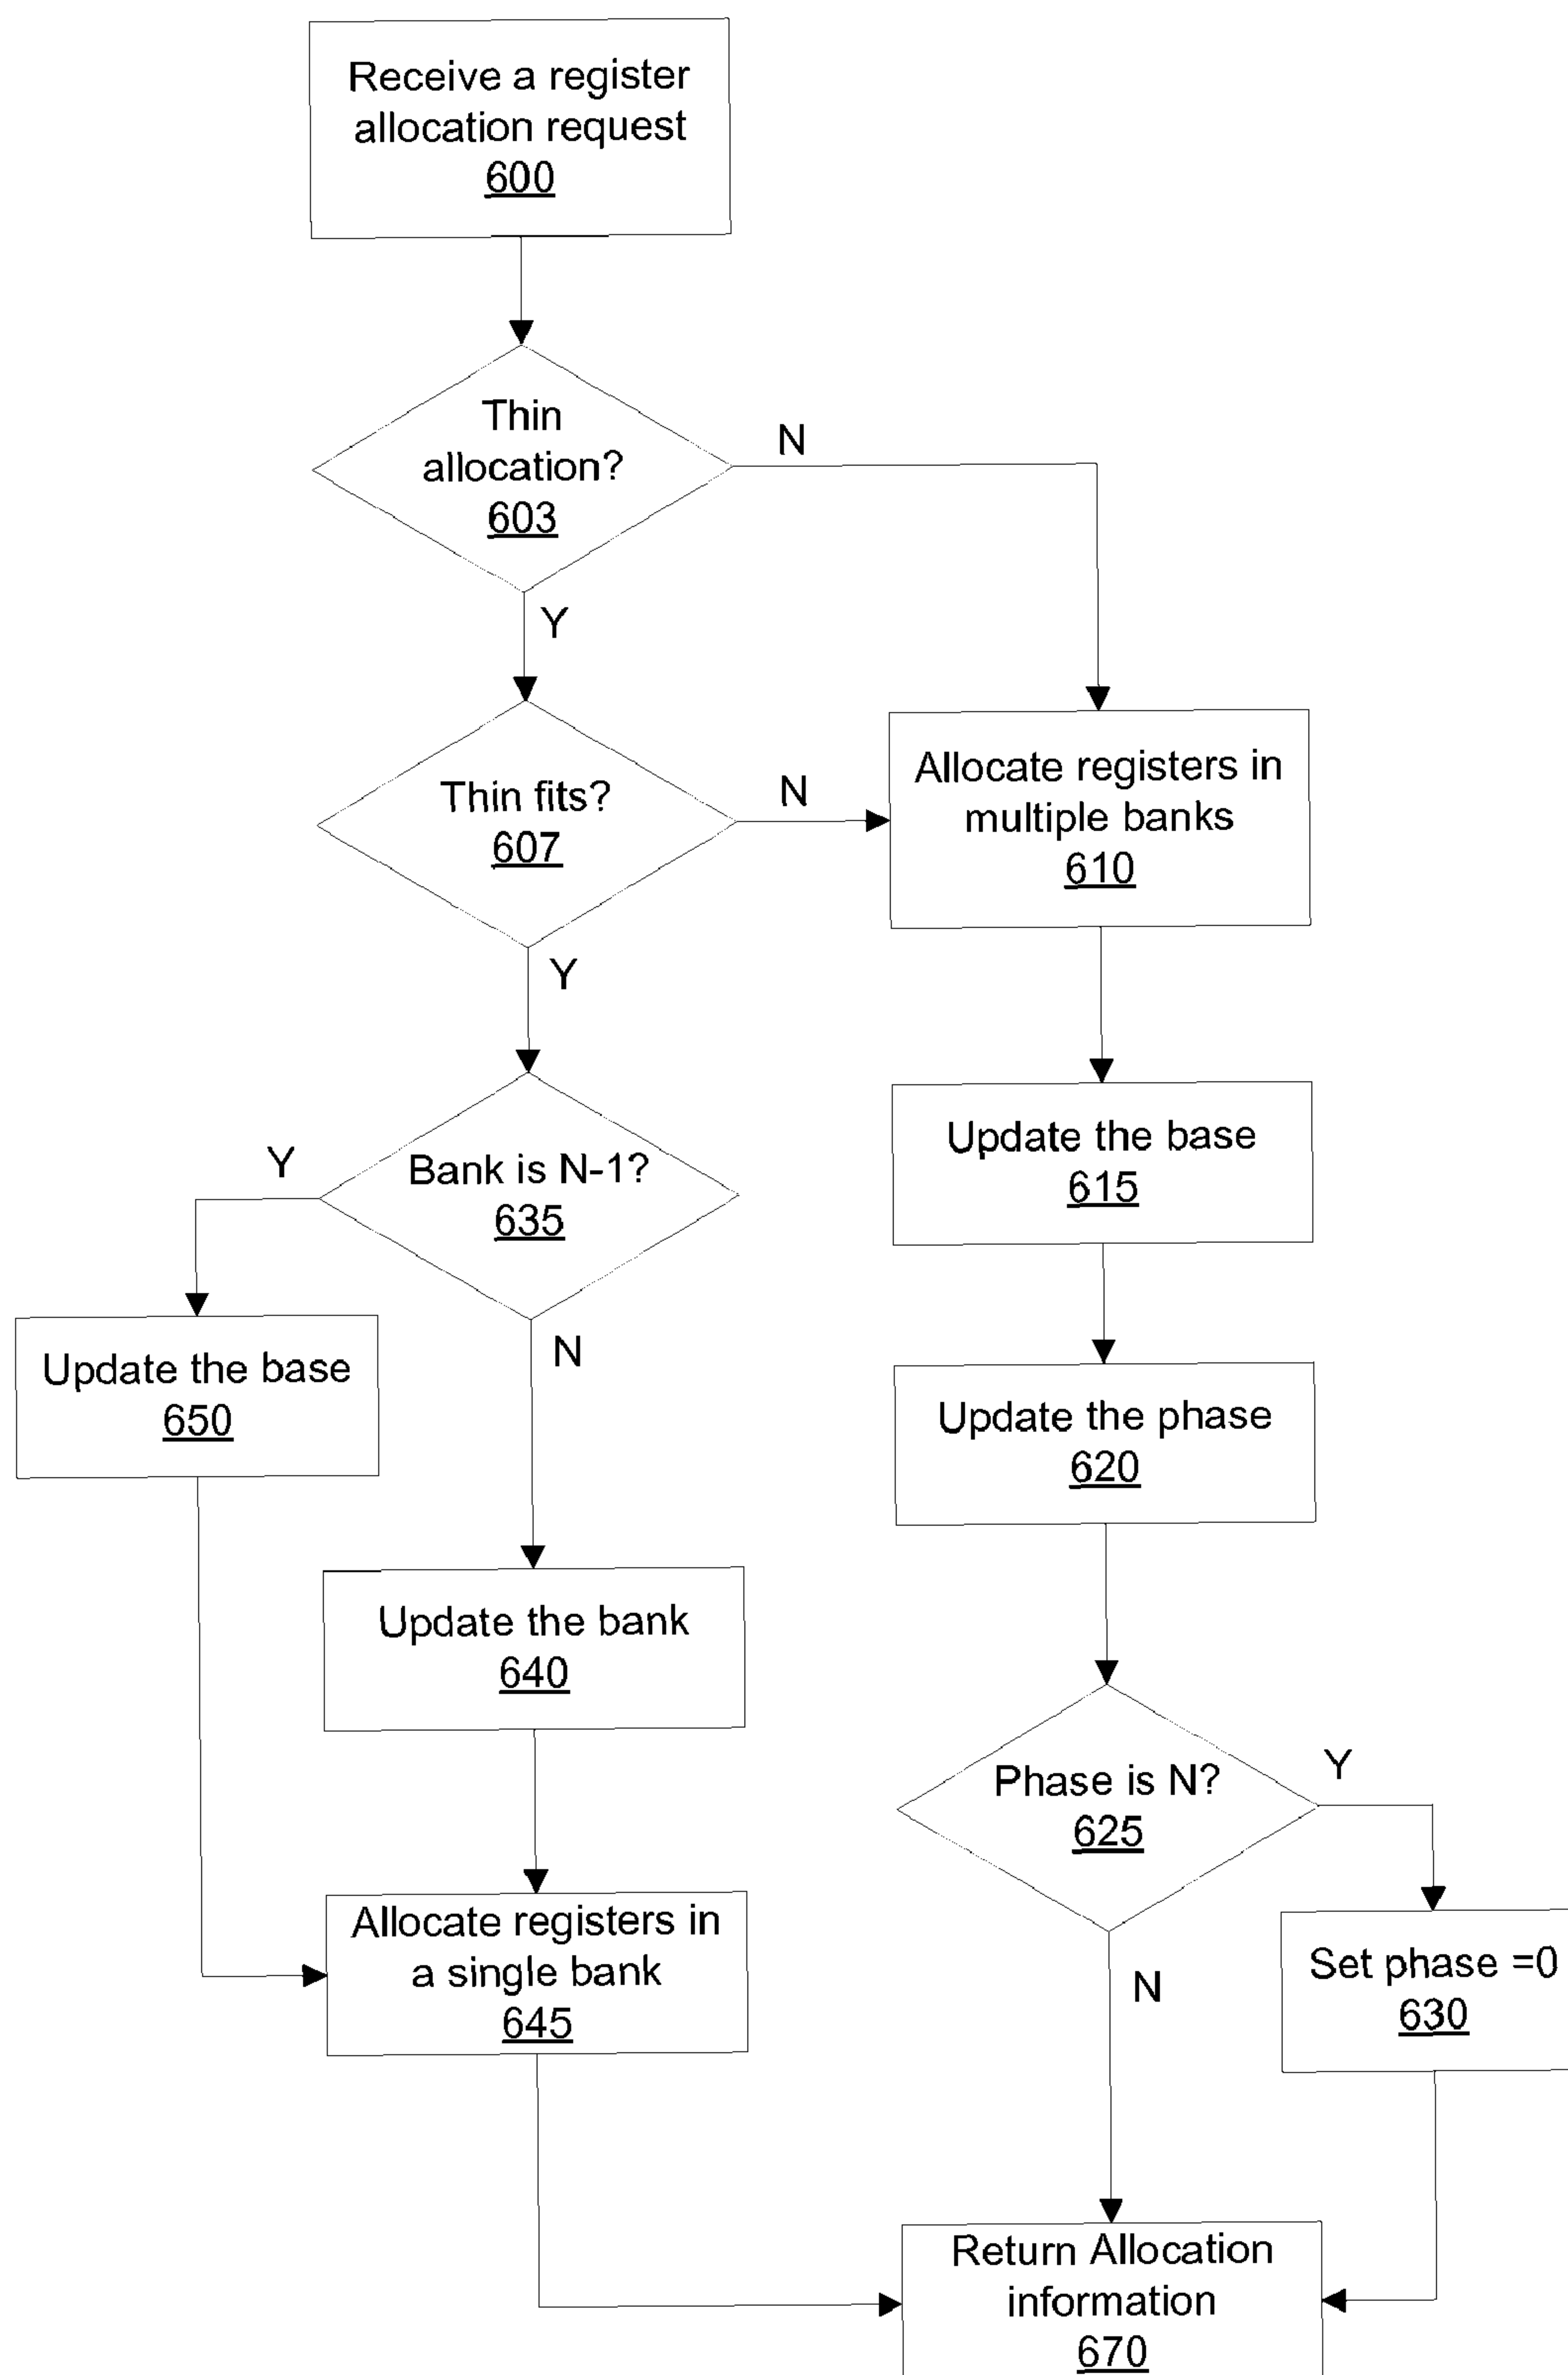 Receive a register
allocation request
600
Thin
allocation?
603
N
Y
Thin fits?
607
N
Allocate registers in
multiple banks
610
Y
Bank is N-1?
635
Y
N
Update the base
615
Update the base
650
Update the phase
620
Update the bank
640
Phase is N?
625
Y
N
Allocate registers in
a single bank
645
Set phase =0
630
Return Allocation
information
670